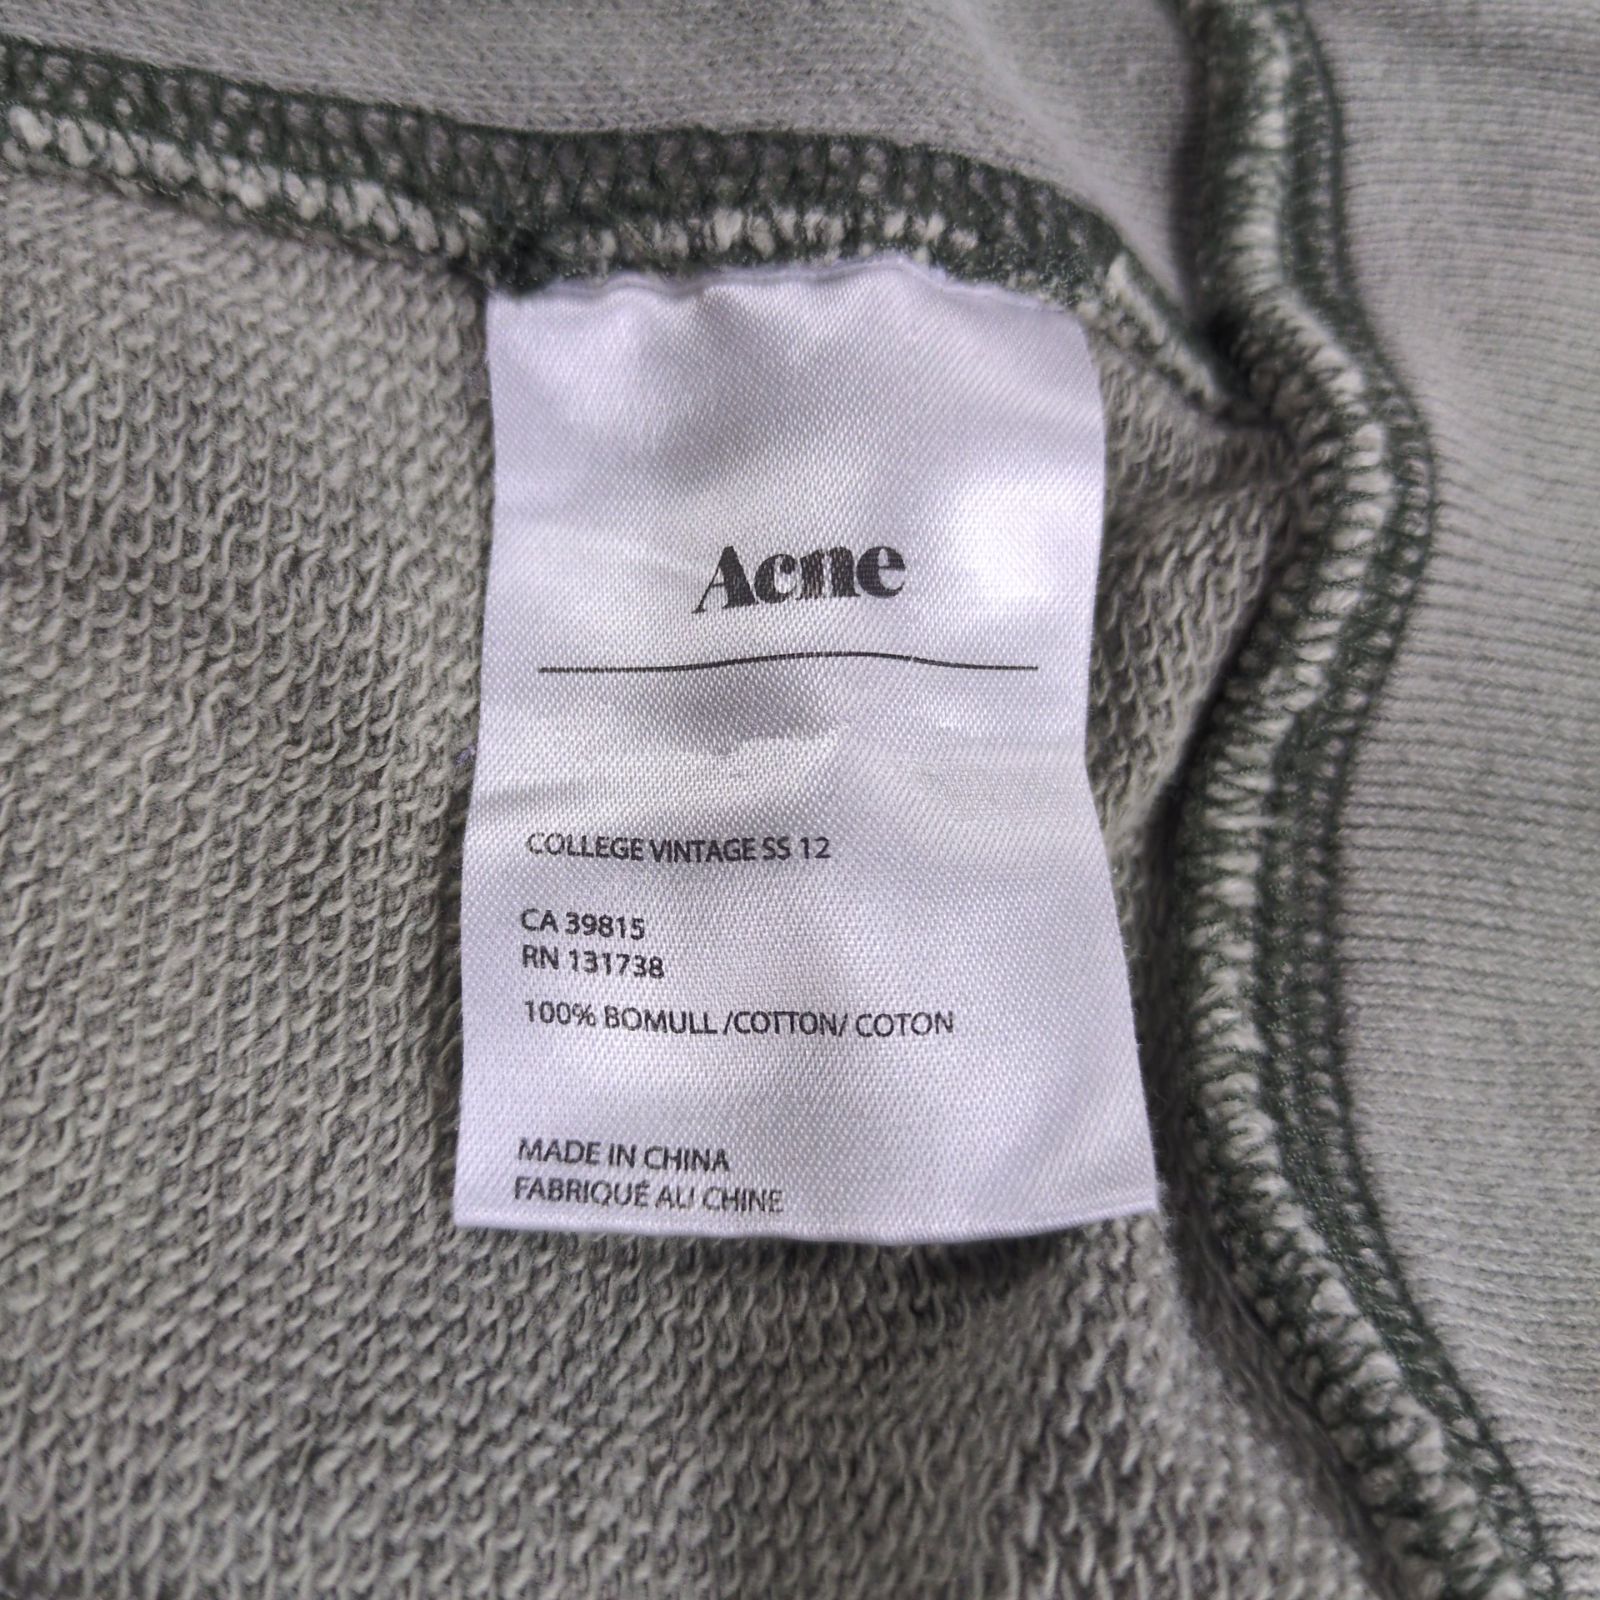 Acne
COLLEGE VINTAGE SS 12
CA 39815
RN 131738
100% BOMULL /COTTON/ COTON
MADE IN CHINA
FABRIQUÉ AU CHINE